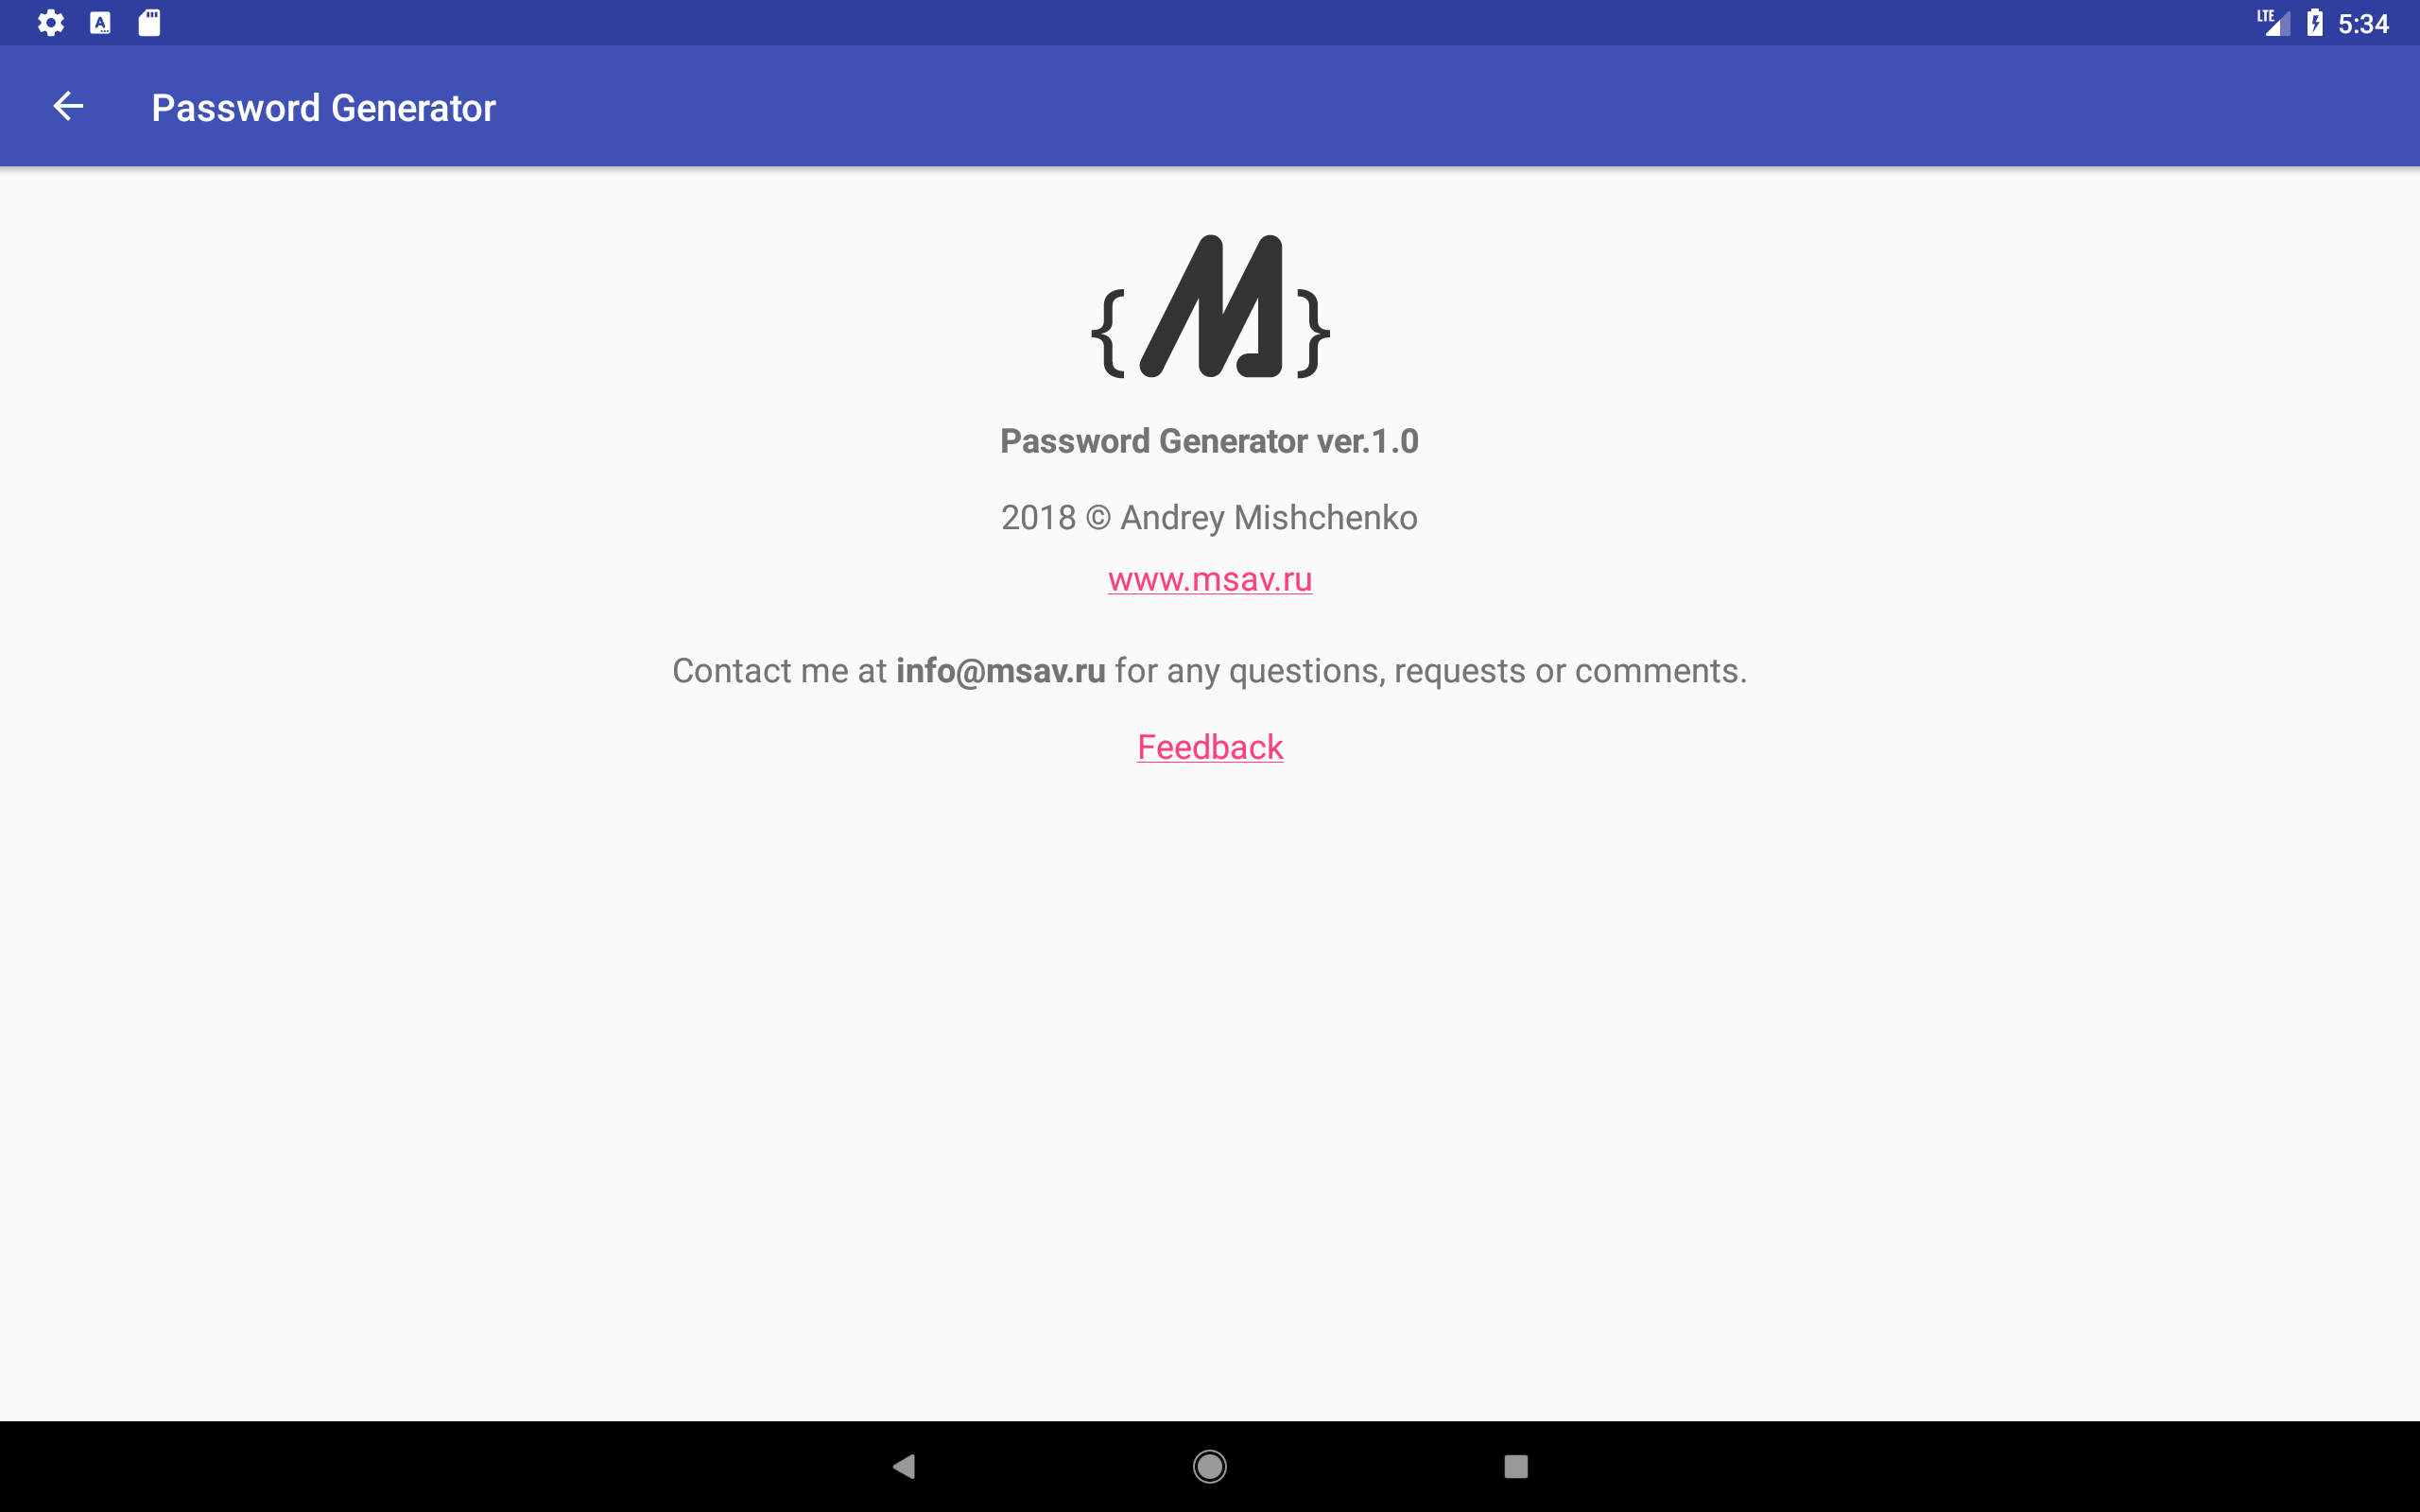 LTE 5:34
Password Generator
{M}
Password Generator ver.1.0
2018 © Andrey Mishchenko
www.msav.ru
Contact me at info@msav.ru for any questions, requests or comments.
Feedback